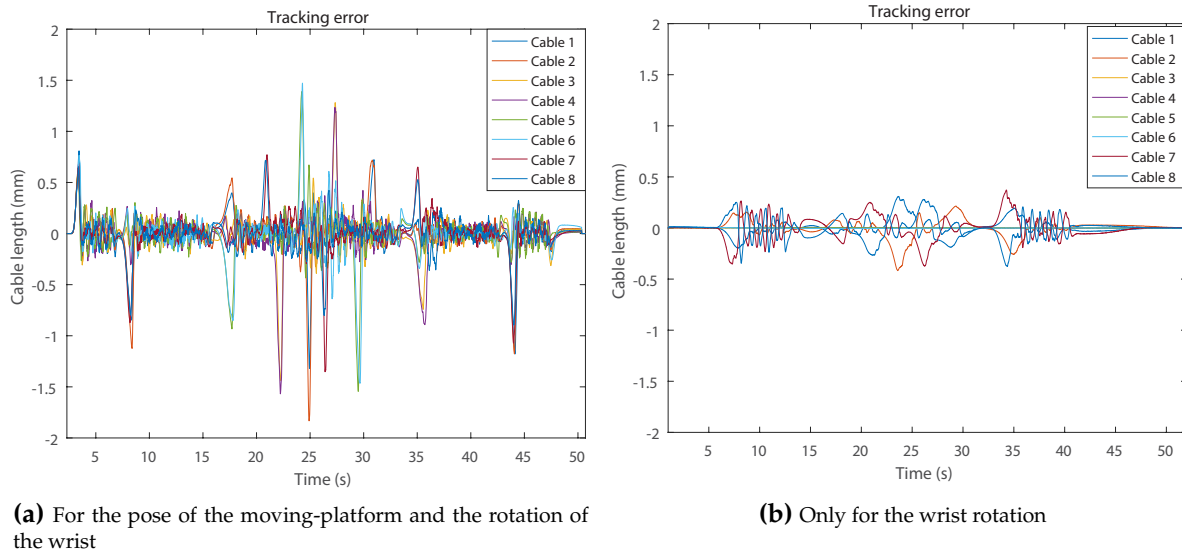 Tracking error
2
1.5
1
0.5
0
-0.5
-1
-1.5
-2
Cable length (mm)
5 10 15 20 25 30 35 40 45 50
Time (s)
Cable 1
Cable 2
Cable 3
Cable 4
Cable 5
Cable 6
Cable 7
Cable 8
(a) For the pose of the moving-platform and the rotation of
the wrist
Tracking error
2
1.5
1
0.5
0
-0.5
-1
-1.5
-2
Cable length (mm)
5 10 15 20 25 30 35 40 45 50
Time (s)
Cable 1
Cable 2
Cable 3
Cable 4
Cable 5
Cable 6
Cable 7
Cable 8
(b) Only for the wrist rotation